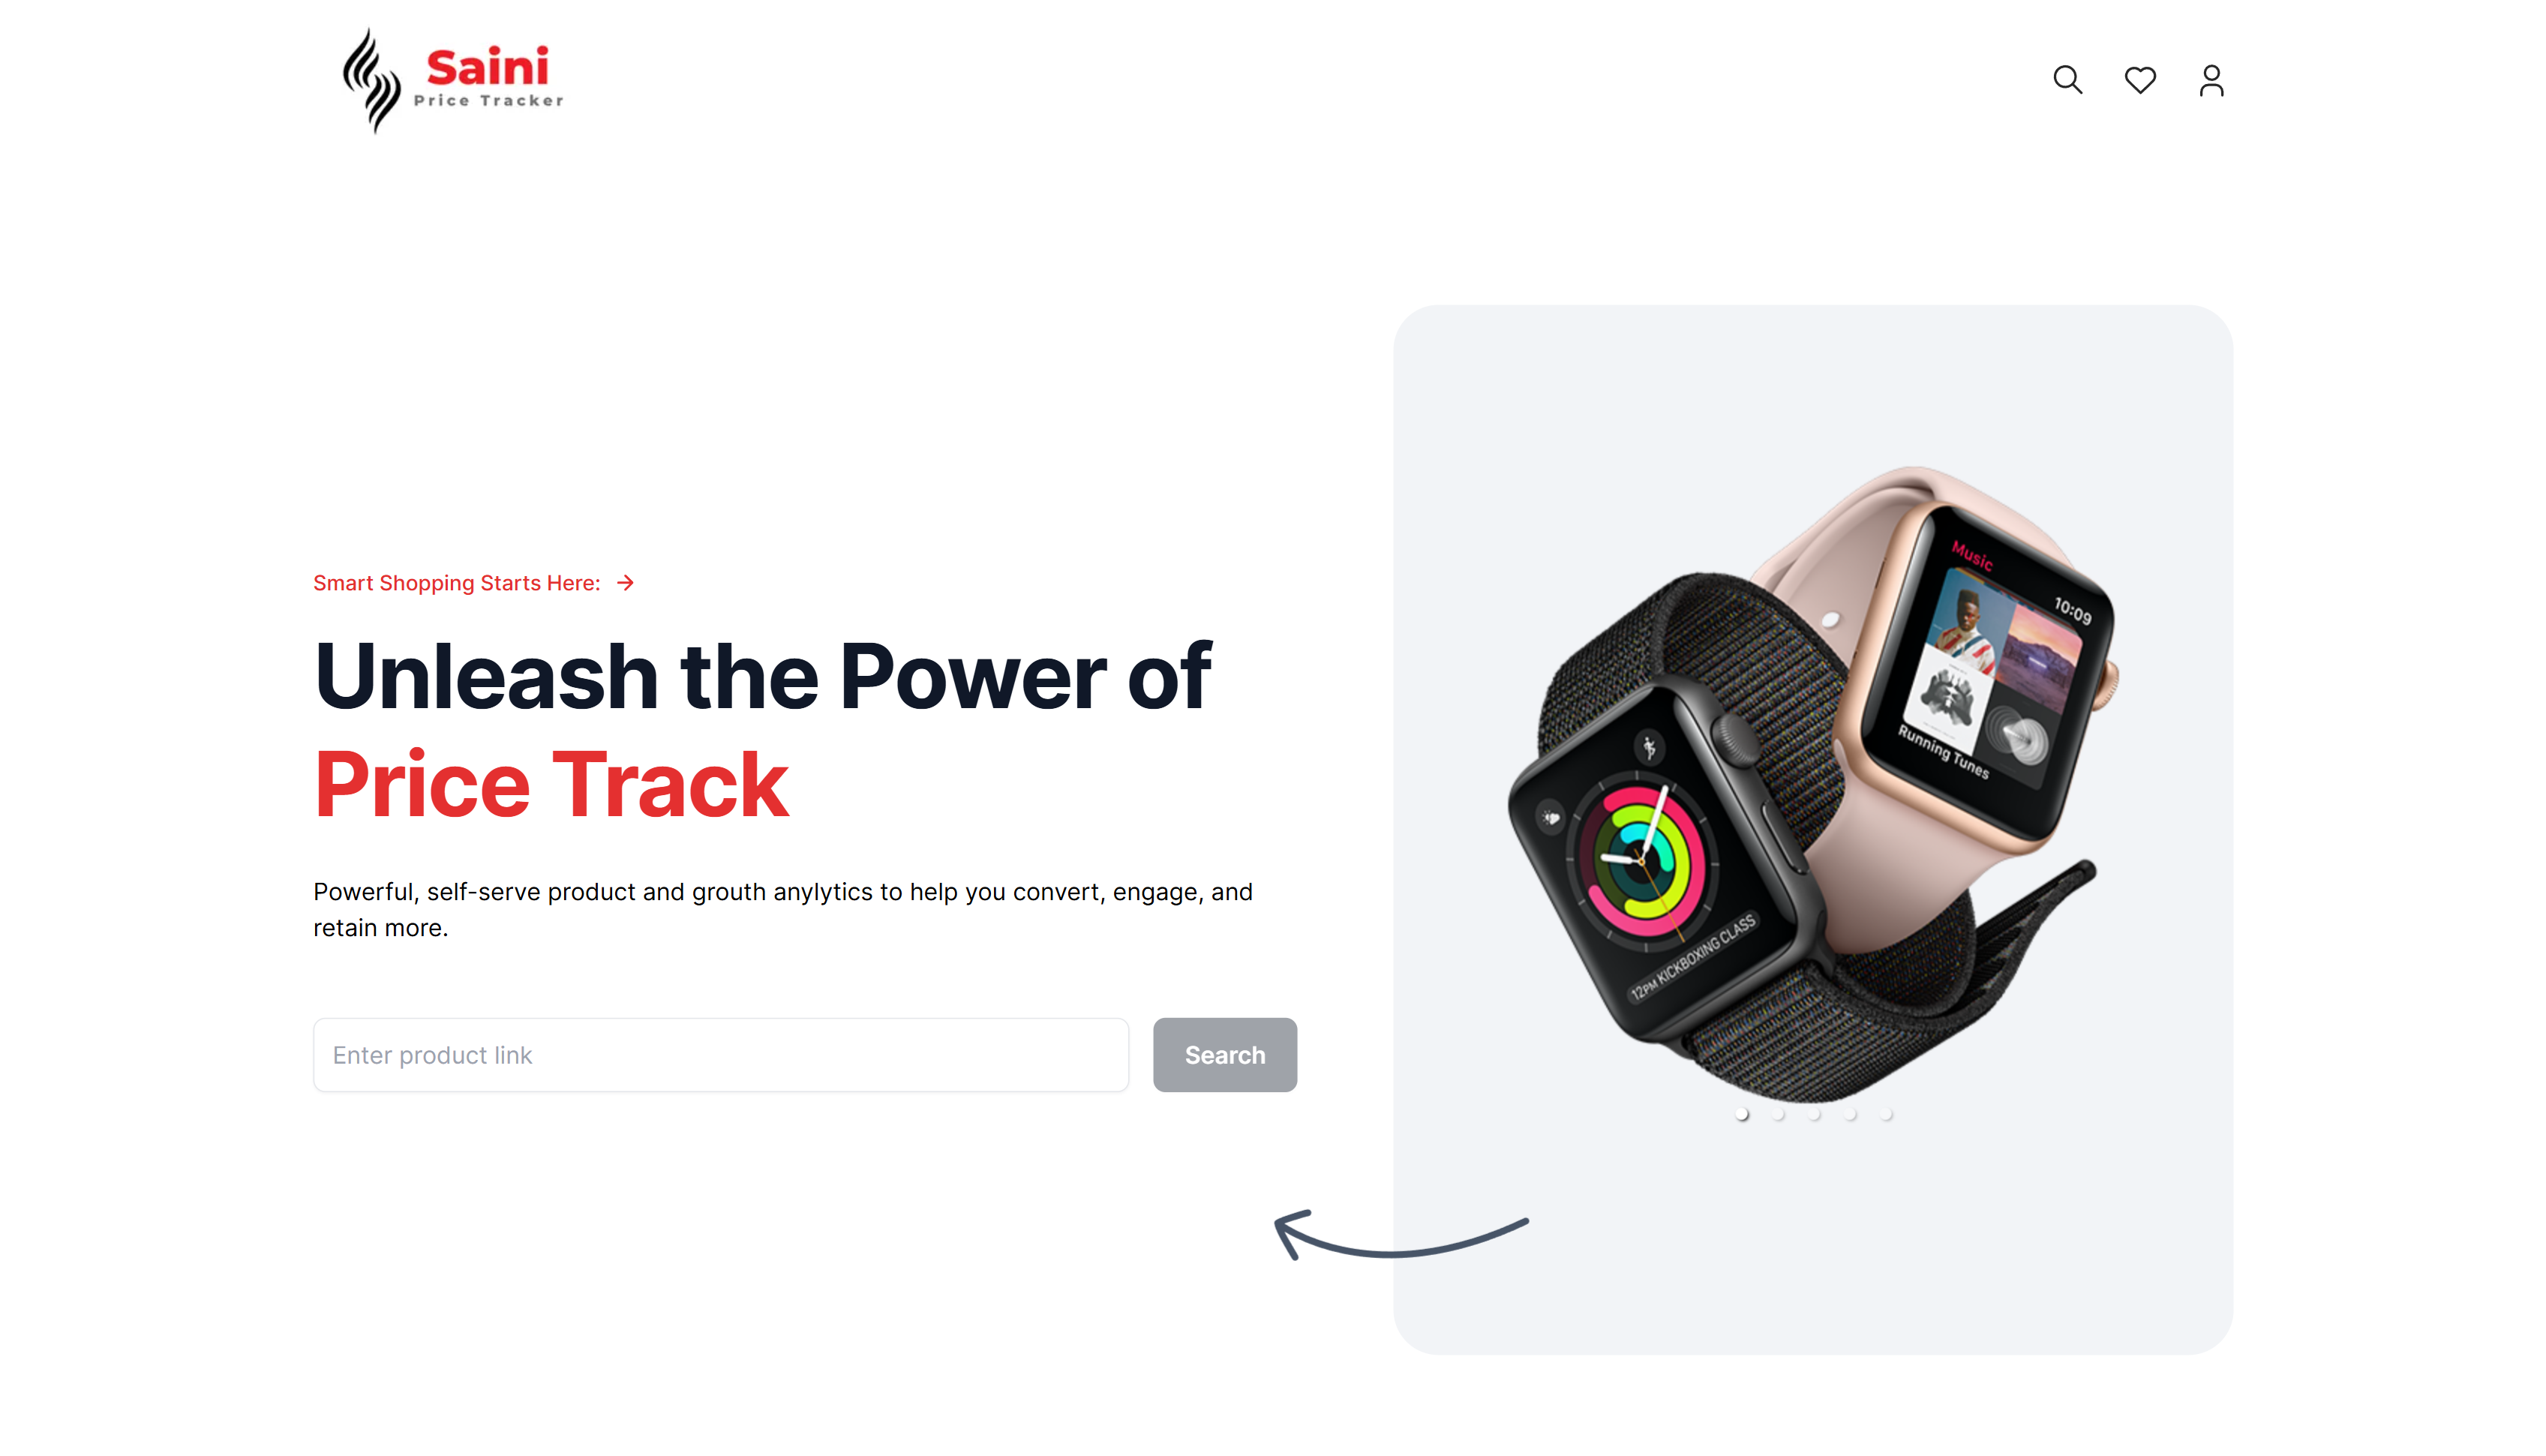 Saini
Price Tracker
Smart Shopping Starts Here:
Unleash the Power of
Price Track
Powerful, self-serve product and grouth anylytics to help you convert, engage, and
retain more.
Enter product link
Search
Music
10:09
Running Tunes
12PM KICKBOXING CLASS